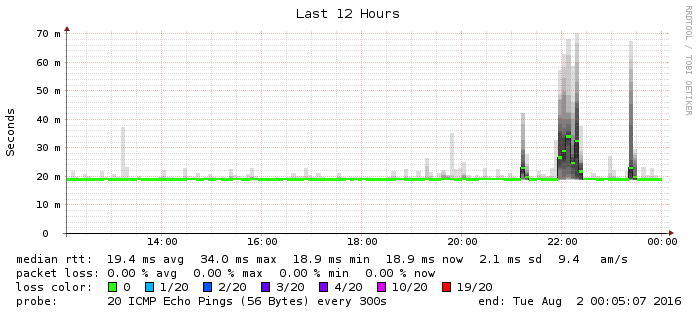 Last 12 Hours
RRDTOOL / TOBI OETIKER
70 m
60 m
50 m
40 m
30 m
20 m
10 m
0
Seconds
14:00 16:00 18:00 20:00 22:00 00:00
median rtt: 19.4 ms avg 34.0 ms max 18.9 ms min 18.9 ms now 2.1 ms sd 9.4 am/s
packet loss: 0.00 % avg 0.00 % max 0.00 % min 0.00 % now
loss color: 0 1/20 2/20 3/20 4/20 10/20 19/20
probe: 20 ICMP Echo Pings (56 Bytes) every 300s end: Tue Aug 2 00:05:07 2016